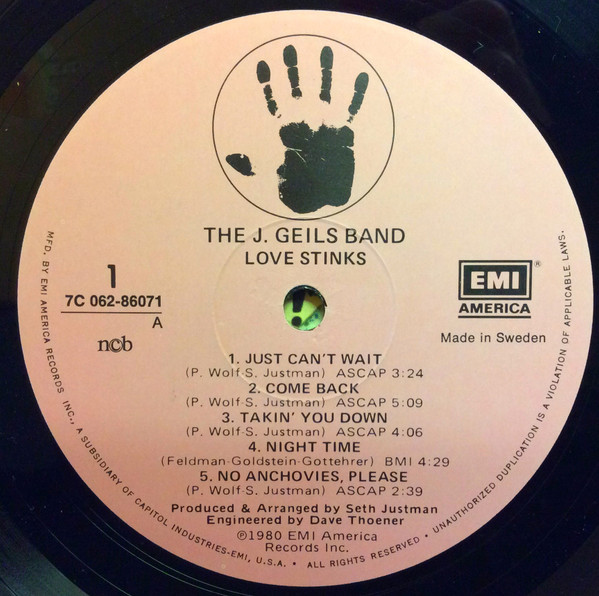 THE J. GEILS BAND
LOVE STINKS
1
7C 062-86071
A
ncb
EMI®
AMERICA
Made in Sweden
1. JUST CAN'T WAIT
(P. Wolf-S. Justman) ASCAP 3:24
2. COME BACK
(P. Wolf-S. Justman) ASCAP 5:09
3. TAKIN' YOU DOWN
(P. Wolf-S. Justman) ASCAP 4:06
4. NIGHT TIME
(Feldman-Goldstein-Gottehrer) BMI 4:29
5. NO ANCHOVIES, PLEASE
(P. Wolf-S. Justman) ASCAP 2:39
Produced & Arranged by Seth Justman
Engineered by Dave Thoener
℗1980 EMI America
Records Inc.
MFD. BY EMI AMERICA RECORDS INC., A SUBSIDIARY OF CAPITOL INDUSTRIES-EMI, U.S.A. • ALL RIGHTS RESERVED • UNAUTHORIZED DUPLICATION IS A VIOLATION OF APPLICABLE LAWS.